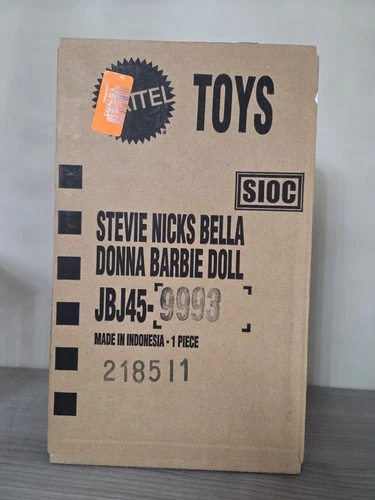 TOYS
SIOC
STEVIE NICKS BELLA
DONNA BARBIE DOLL
JBJ45-9993
MADE IN INDONESIA - 1 PIECE
218511